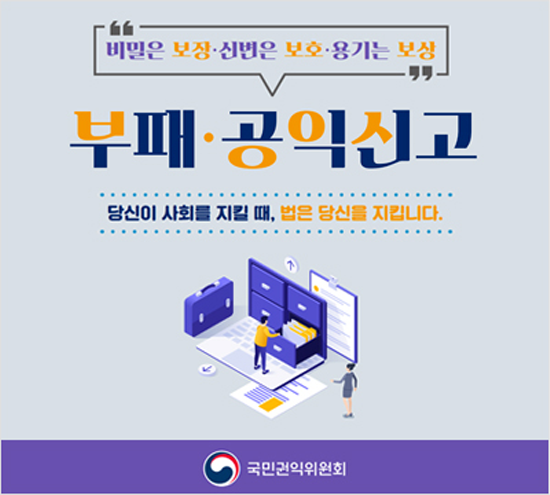 “비밀은 보장·신변은 보호·용기는 보상”
부패·공익신고
당신이 사회를 지킬 때, 법은 당신을 지킵니다.
국민권익위원회